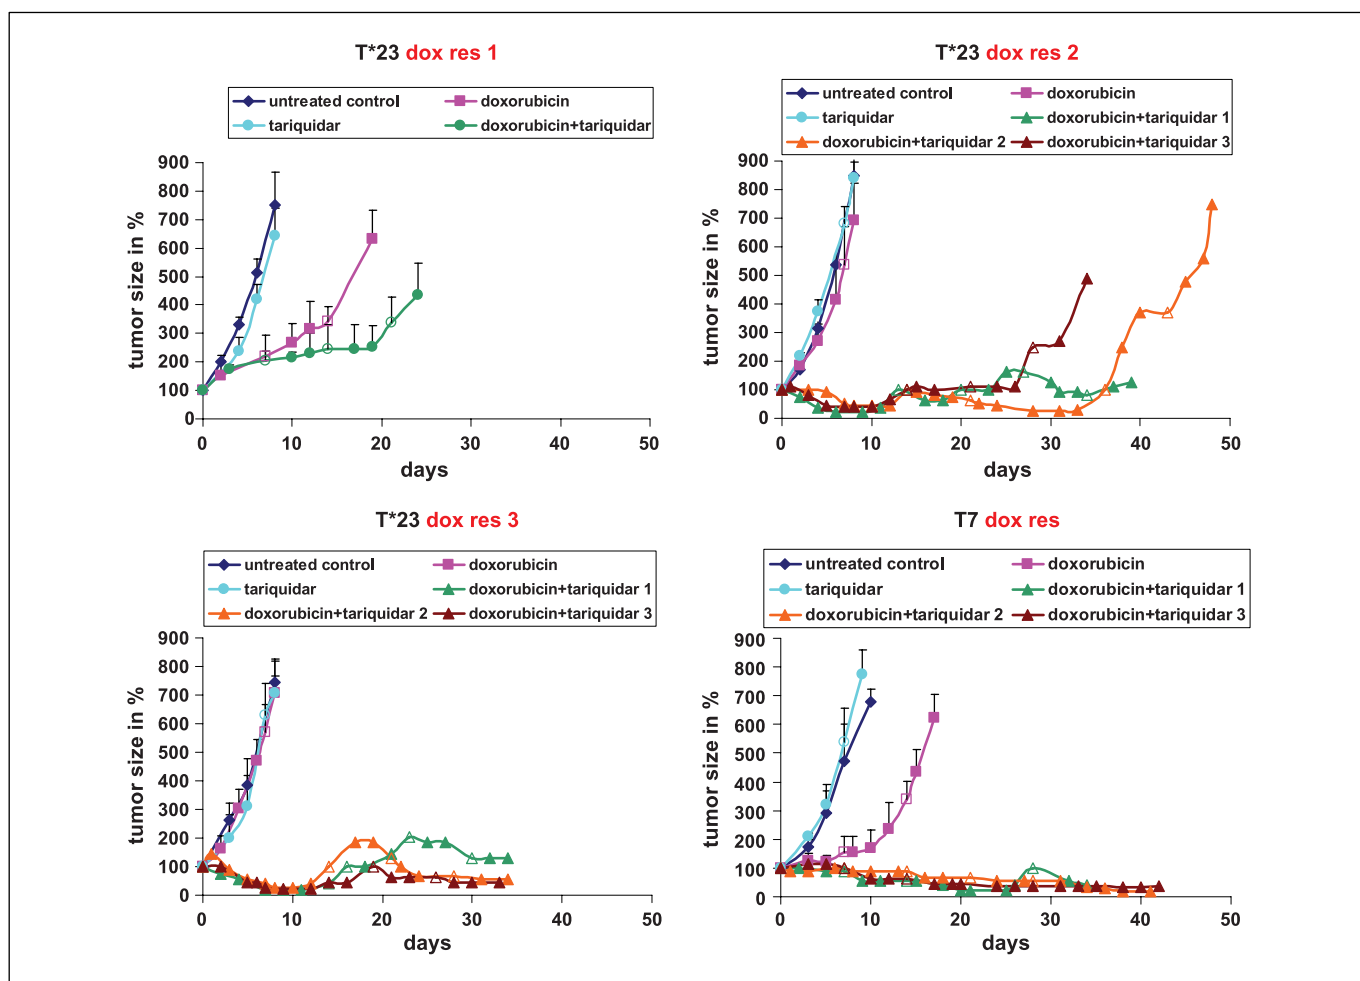 T*23 dox res 1
untreated control
doxorubicin
tariquidar
doxorubicin+tariquidar
tumor size in %
900
800
700
600
500
400
300
200
100
0
0 10 20 30 40 50
days
T*23 dox res 2
untreated control
doxorubicin
tariquidar
doxorubicin+tariquidar 1
doxorubicin+tariquidar 2
doxorubicin+tariquidar 3
tumor size in %
900
800
700
600
500
400
300
200
100
0
0 10 20 30 40 50
days
T*23 dox res 3
untreated control
doxorubicin
tariquidar
doxorubicin+tariquidar 1
doxorubicin+tariquidar 2
doxorubicin+tariquidar 3
tumor size in %
900
800
700
600
500
400
300
200
100
0
0 10 20 30 40 50
days
T7 dox res
untreated control
doxorubicin
tariquidar
doxorubicin+tariquidar 1
doxorubicin+tariquidar 2
doxorubicin+tariquidar 3
tumor size in %
900
800
700
600
500
400
300
200
100
0
0 10 20 30 40 50
days